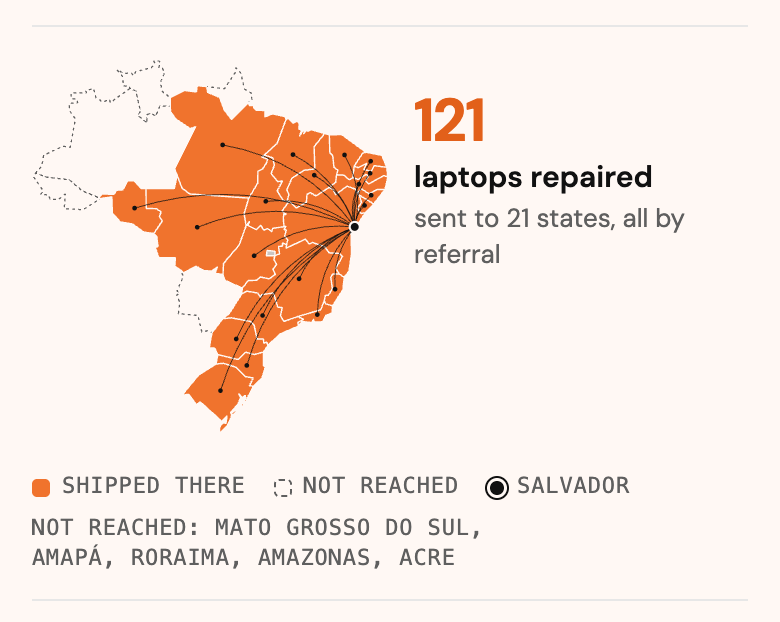 121
laptops repaired
sent to 21 states, all by
referral
SHIPPED THERE
NOT REACHED
SALVADOR
NOT REACHED: MATO GROSSO DO SUL,
AMAPÁ, RORAIMA, AMAZONAS, ACRE